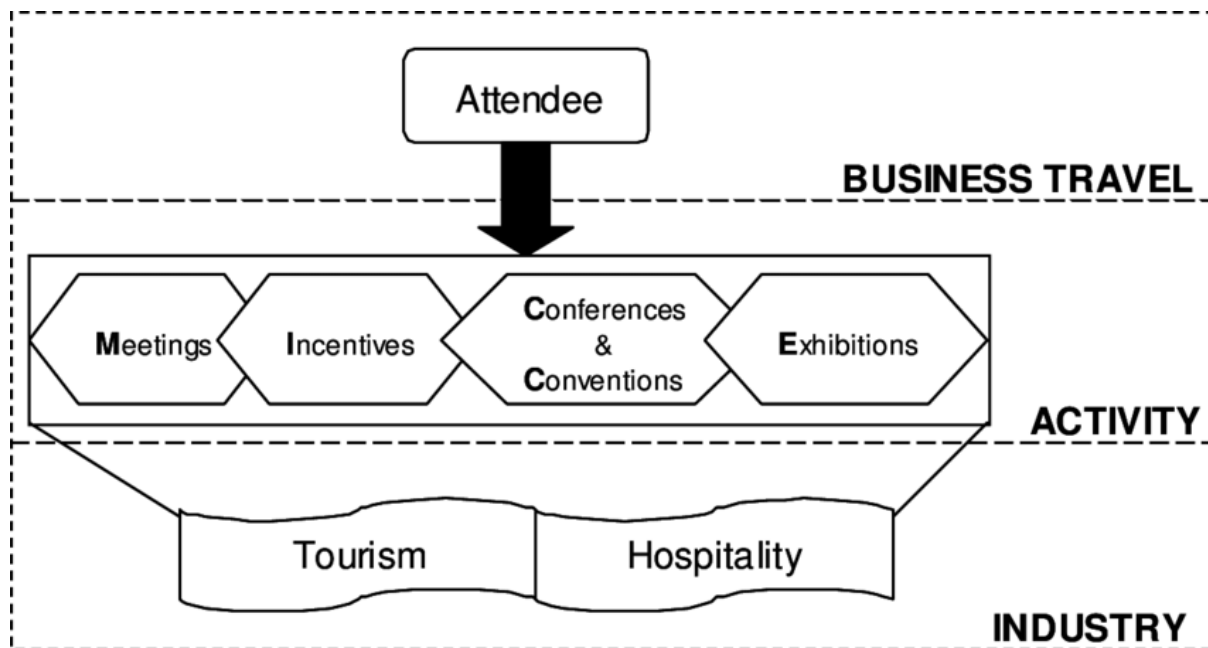 Attendee
BUSINESS TRAVEL
Meetings
Incentives
Conferences
&
Conventions
Exhibitions
ACTIVITY
Tourism
Hospitality
INDUSTRY